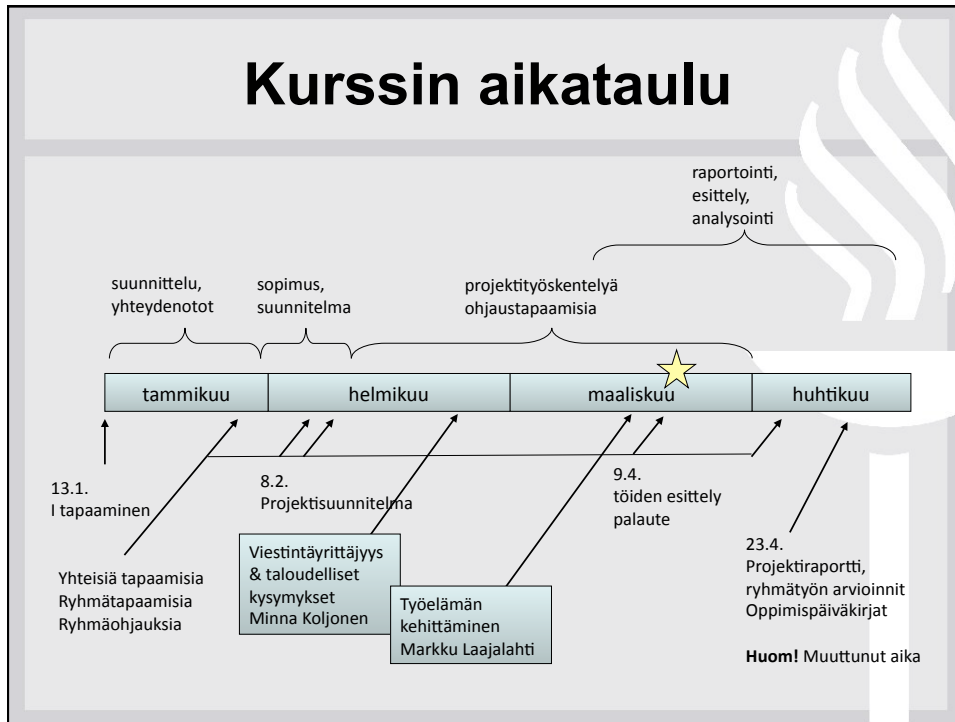 Kurssin aikataulu
raportointi,
esittely,
analysointi
suunnittelu,
yhteydenotot
sopimus,
suunnitelma
projektityöskentelyä
ohjaustapaamisia
tammikuu
helmikuu
maaliskuu
huhtikuu
13.1.
I tapaaminen
8.2.
Projektisuunnitelma
9.4.
töiden esittely
palaute
Yhteisiä tapaamisia
Ryhmätapaamisia
Ryhmäohjauksia
Viestintäyrittäjyys
& taloudelliset
kysymykset
Minna Koljonen
Työelämän
kehittäminen
Markku Laajalahti
23.4.
Projektiraportti,
ryhmätyön arvioinnit
Oppimispäiväkirjat
Huom! Muuttunut aika